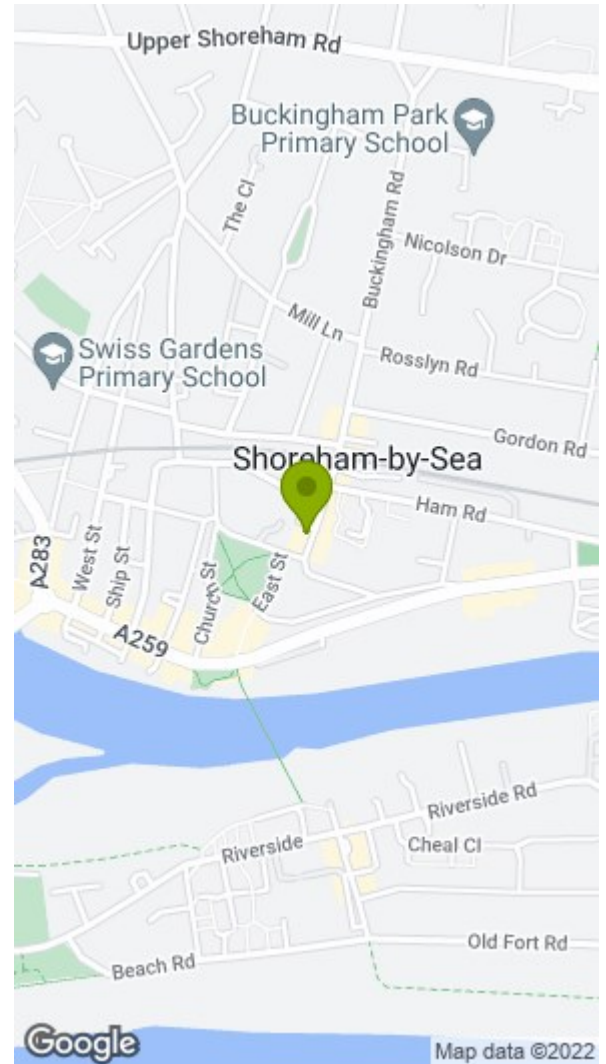 Upper Shoreham Rd
Buckingham Park
Primary School
The Cl
Buckingham Rd
Nicolson Dr
Mill Ln
Rosslyn Rd
Swiss Gardens
Primary School
Gordon Rd
Shoreham-by-Sea
Ham Rd
A283
West St
Ship St
Church St
East St
A259
Riverside Rd
Riverside
Cheal Cl
Old Fort Rd
Beach Rd
Google
Map data ©2022